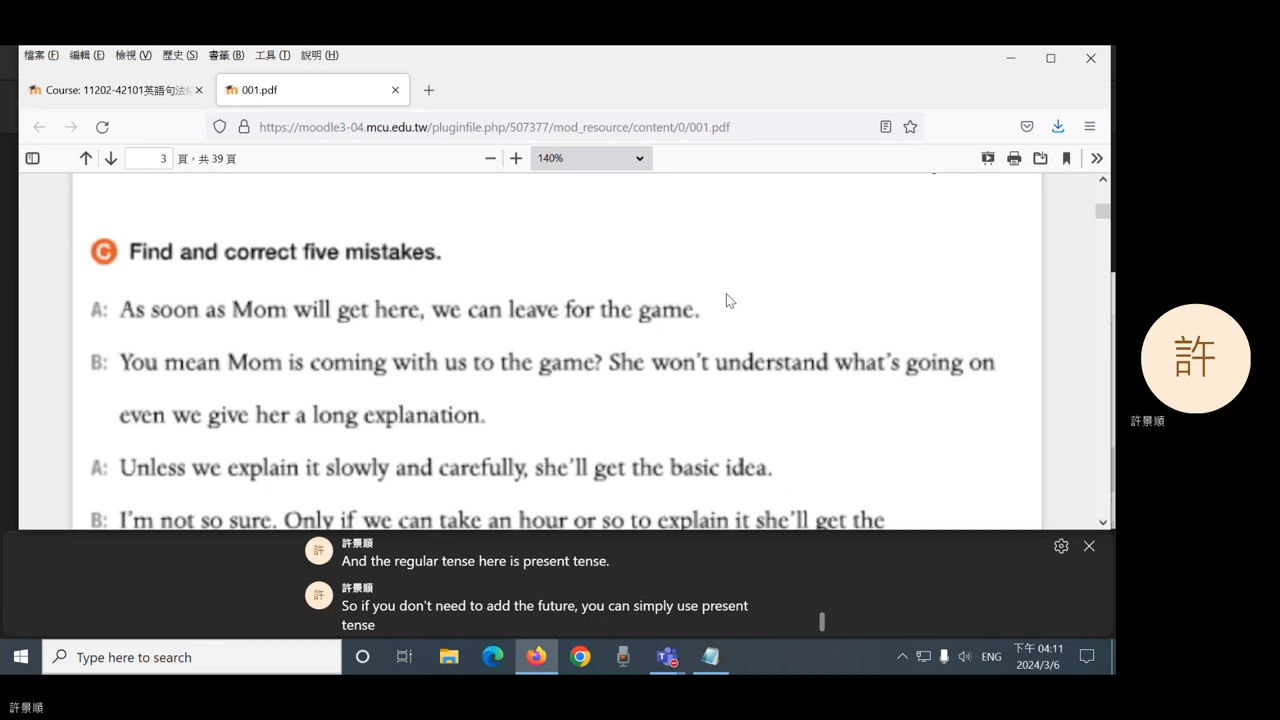 檔案(F) 編輯(E) 檢視(V) 歷史(S) 書籤(B) 工具(T) 說明(H)
Course: 11202-42101英語句法結
001.pdf
https://moodle3-04.mcu.edu.tw/pluginfile.php/507377/mod_resource/content/0/001.pdf
3 頁，共 39 頁
140%
C Find and correct five mistakes.
A: As soon as Mom will get here, we can leave for the game.
B: You mean Mom is coming with us to the game? She won't understand what's going on
even we give her a long explanation.
A: Unless we explain it slowly and carefully, she'll get the basic idea.
B: I'm not so sure. Only if we can take an hour or so to explain it she'll get the
許
許景順
許 許景順
And the regular tense here is present tense.
許 許景順
So if you don't need to add the future, you can simply use present
tense
Type here to search
ENG
下午 04:11
2024/3/6
許景順